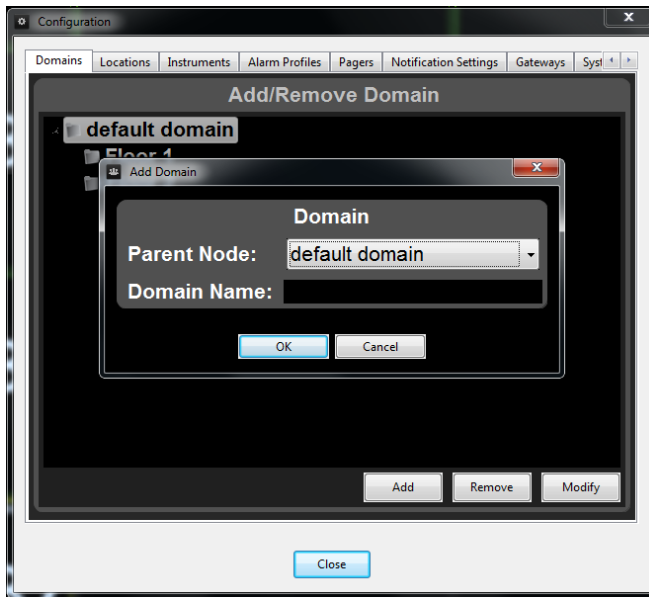 Configuration
Domains Locations Instruments Alarm Profiles Pagers Notification Settings Gateways Syst
Add/Remove Domain
default domain
Floor 1
Add Domain
Domain
Parent Node: default domain
Domain Name:
OK Cancel
Add Remove Modify
Close